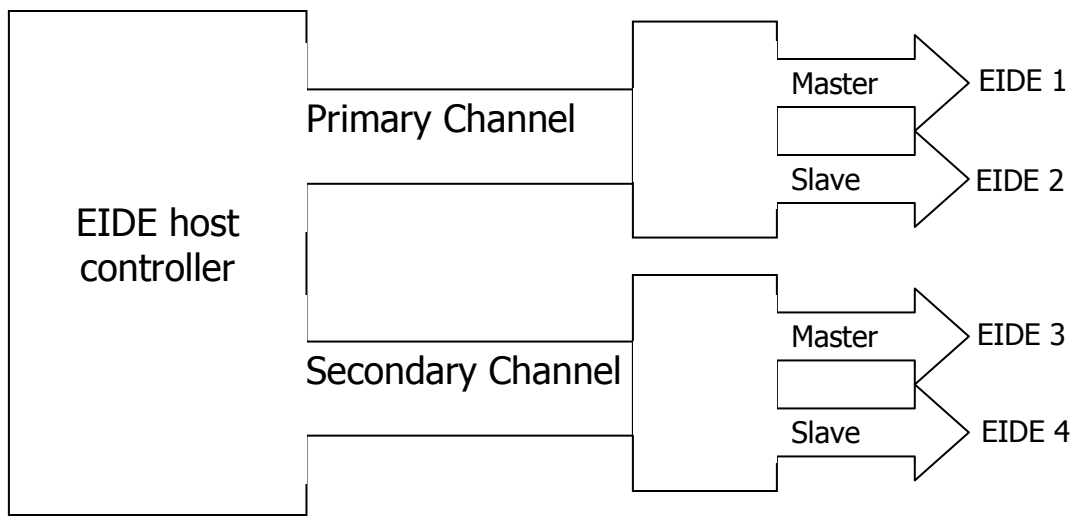 EIDE host
controller
Primary Channel
Master
EIDE 1
Slave
EIDE 2
Secondary Channel
Master
EIDE 3
Slave
EIDE 4